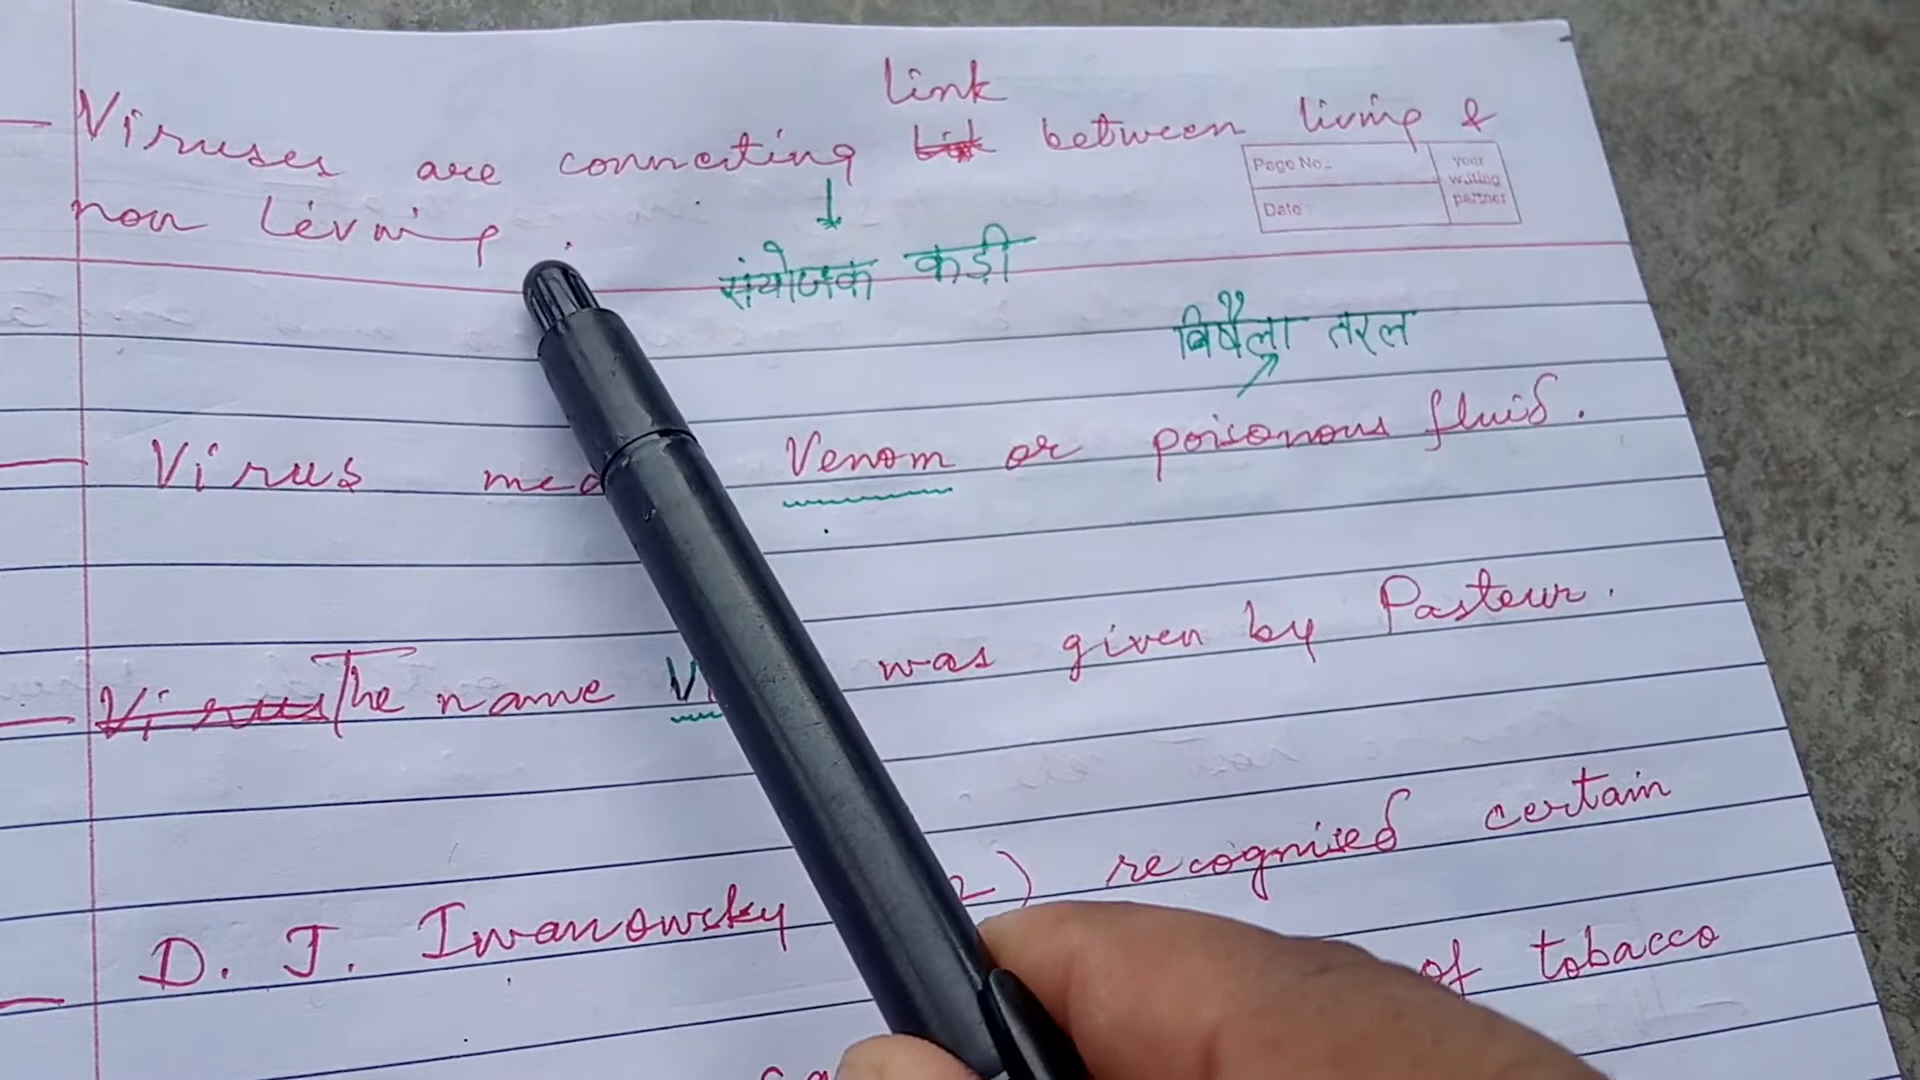 link
Viruses are connecting between living &
non living.
Page No.
your writing partner
Date
संयोजक कड़ी
विषैला तरल
Virus Venom or poisonous fluid.
The name was given by Pasteur.
D. J. Iwanowsky 2) recognised certain
of tobacco